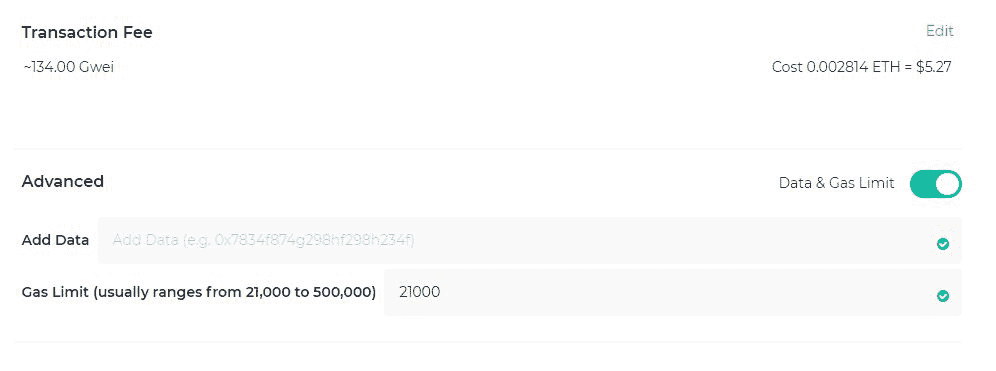 Transaction Fee
Edit
~134.00 Gwei
Cost 0.002814 ETH = $5.27
Advanced
Data & Gas Limit
Add Data
Add Data (e.g. 0x7834f874g298hf298h234f)
Gas Limit (usually ranges from 21,000 to 500,000)
21000